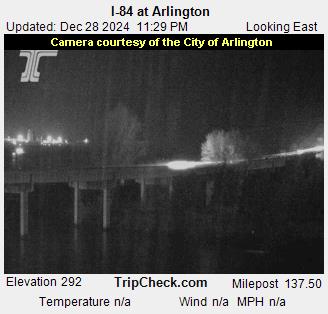 I-84 at Arlington
Updated: Dec 28 2024 11:29 PM Looking East
Camera courtesy of the City of Arlington
Elevation 292 TripCheck.com Milepost 137.50
Temperature n/a Wind n/a MPH n/a